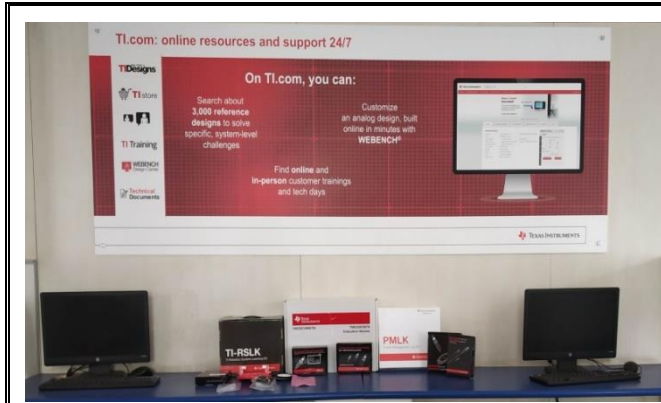 TI.com: online resources and support 24/7
TIDesigns
TI store
TI Training
WEBENCH
Design Center
Technical
Documents
On TI.com, you can:
Search about
3,000 reference
designs to solve
specific, system-level
challenges
Customize
an analog design, built
online in minutes with
WEBENCH®
Find online and
in-person customer trainings
and tech days
TEXAS INSTRUMENTS
TI-RSLK
PMLK